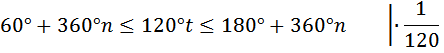 60° + 360°n ≤ 120°t ≤ 180° + 360°n |· 1/120